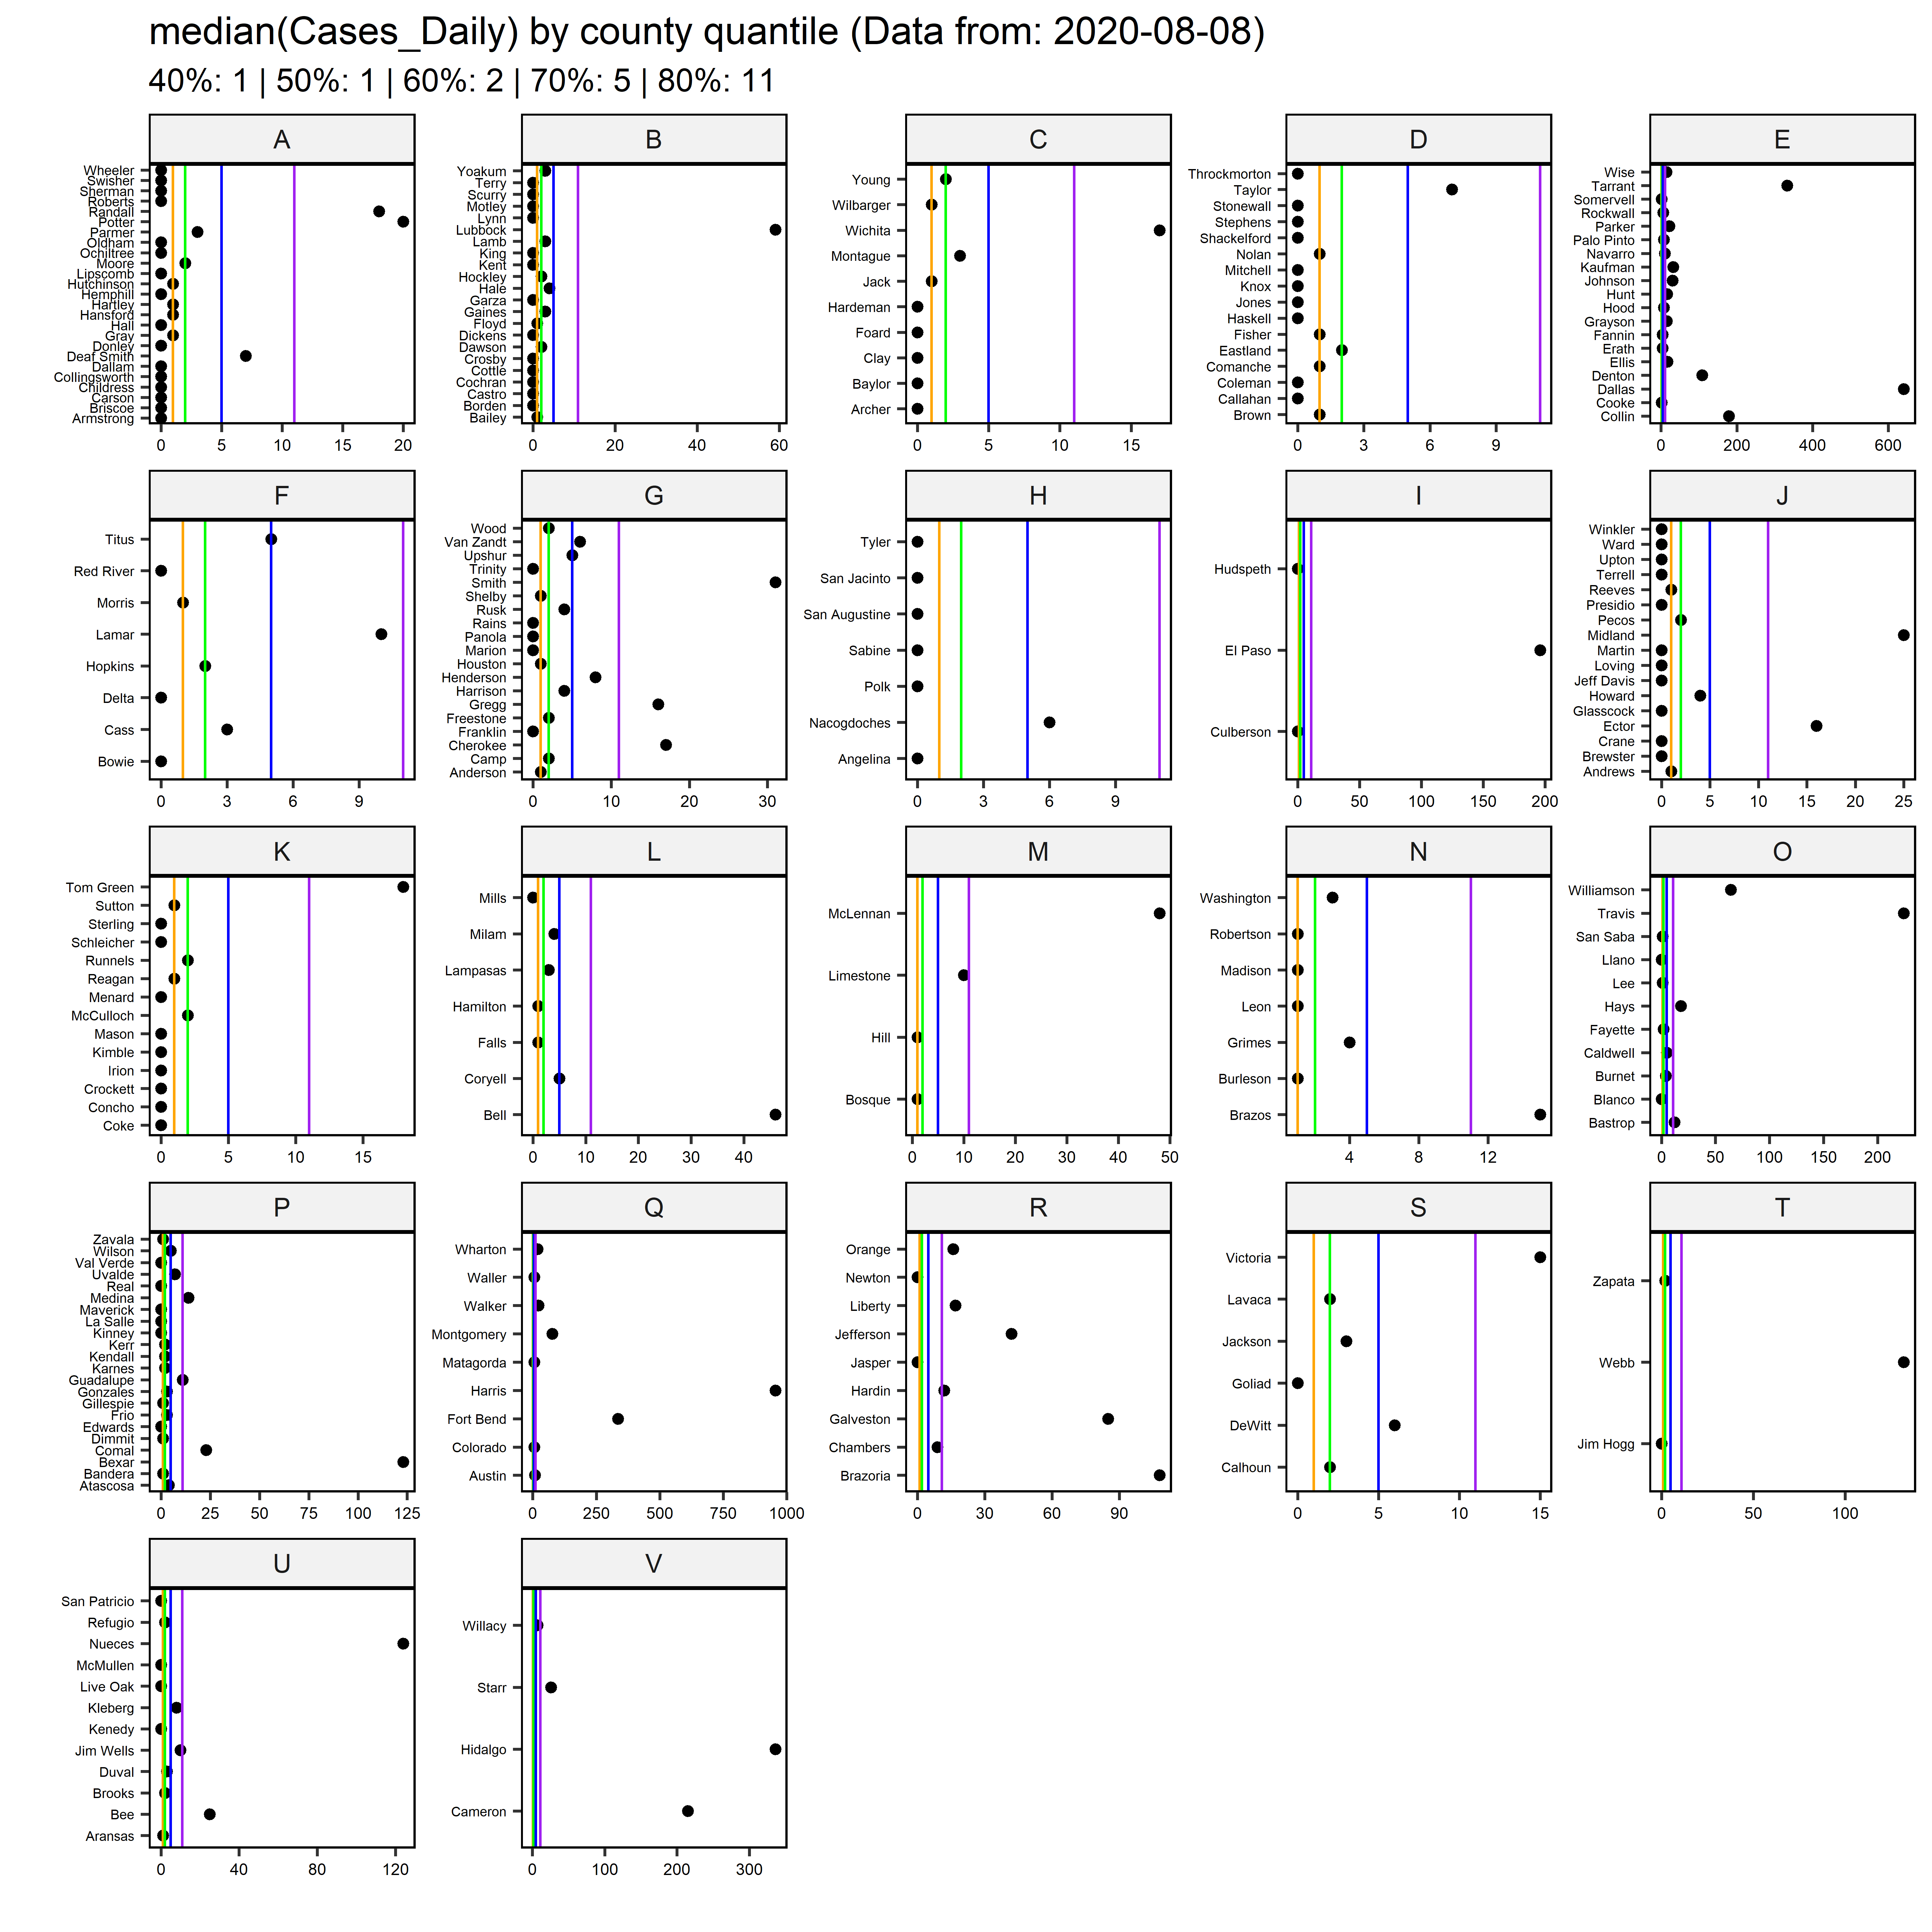 median(Cases_Daily) by county quantile (Data from: 2020-08-08)
40%: 1 | 50%: 1 | 60%: 2 | 70%: 5 | 80%: 11
A
Wheeler
Swisher
Sherman
Roberts
Randall
Potter
Parmer
Oldham
Ochiltree
Moore
Lipscomb
Hutchinson
Hemphill
Hartley
Hansford
Hall
Gray
Donley
Deaf Smith
Dallam
Collingsworth
Childress
Carson
Briscoe
Armstrong
0 5 10 15 20
B
Yoakum
Terry
Scurry
Motley
Lynn
Lubbock
Lamb
King
Kent
Hockley
Hale
Garza
Gaines
Floyd
Dickens
Dawson
Crosby
Cottle
Cochran
Castro
Borden
Bailey
0 20 40 60
C
Young
Wilbarger
Wichita
Montague
Jack
Hardeman
Foard
Clay
Baylor
Archer
0 5 10 15
D
Throckmorton
Taylor
Stonewall
Stephens
Shackelford
Nolan
Mitchell
Knox
Jones
Haskell
Fisher
Eastland
Comanche
Coleman
Callahan
Brown
0 3 6 9
E
Wise
Tarrant
Somervell
Rockwall
Parker
Palo Pinto
Navarro
Kaufman
Johnson
Hunt
Hood
Grayson
Fannin
Erath
Ellis
Denton
Dallas
Cooke
Collin
0 200 400 600
F
Titus
Red River
Morris
Lamar
Hopkins
Delta
Cass
Bowie
0 3 6 9
G
Wood
Van Zandt
Upshur
Trinity
Smith
Shelby
Rusk
Rains
Panola
Marion
Houston
Henderson
Harrison
Gregg
Freestone
Franklin
Cherokee
Camp
Anderson
0 10 20 30
H
Tyler
San Jacinto
San Augustine
Sabine
Polk
Nacogdoches
Angelina
0 3 6 9
I
Hudspeth
El Paso
Culberson
0 50 100 150 200
J
Winkler
Ward
Upton
Terrell
Reeves
Presidio
Pecos
Midland
Martin
Loving
Jeff Davis
Howard
Glasscock
Ector
Crane
Brewster
Andrews
0 5 10 15 20 25
K
Tom Green
Sutton
Sterling
Schleicher
Runnels
Reagan
Menard
McCulloch
Mason
Kimble
Irion
Crockett
Concho
Coke
0 5 10 15
L
Mills
Milam
Lampasas
Hamilton
Falls
Coryell
Bell
0 10 20 30 40
M
McLennan
Limestone
Hill
Bosque
0 10 20 30 40 50
N
Washington
Robertson
Madison
Leon
Grimes
Burleson
Brazos
4 8 12
O
Williamson
Travis
San Saba
Llano
Lee
Hays
Fayette
Caldwell
Burnet
Blanco
Bastrop
0 50 100 150 200
P
Zavala
Wilson
Val Verde
Uvalde
Real
Medina
Maverick
La Salle
Kinney
Kerr
Kendall
Karnes
Guadalupe
Gonzales
Gillespie
Frio
Edwards
Dimmit
Comal
Bexar
Bandera
Atascosa
0 25 50 75 100 125
Q
Wharton
Waller
Walker
Montgomery
Matagorda
Harris
Fort Bend
Colorado
Austin
0 250 500 750 1000
R
Orange
Newton
Liberty
Jefferson
Jasper
Hardin
Galveston
Chambers
Brazoria
0 30 60 90
S
Victoria
Lavaca
Jackson
Goliad
DeWitt
Calhoun
0 5 10 15
T
Zapata
Webb
Jim Hogg
0 50 100
U
San Patricio
Refugio
Nueces
McMullen
Live Oak
Kleberg
Kenedy
Jim Wells
Duval
Brooks
Bee
Aransas
0 40 80 120
V
Willacy
Starr
Hidalgo
Cameron
0 100 200 300